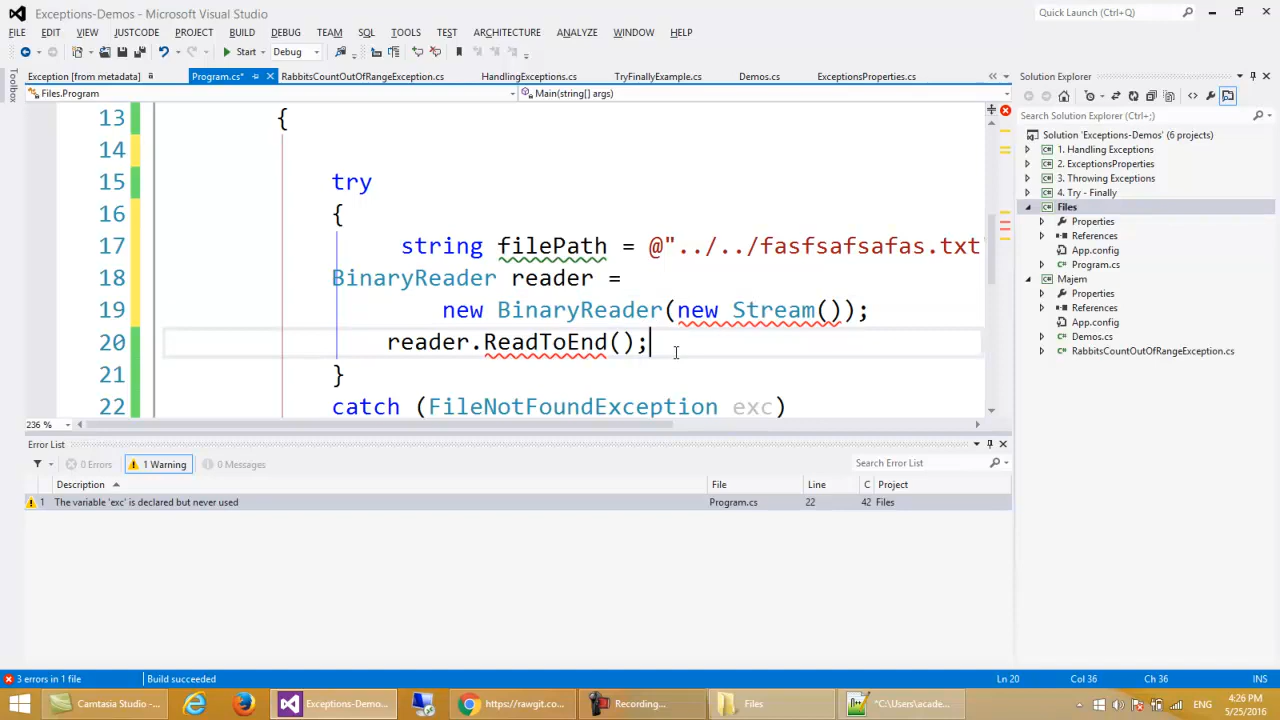 Exceptions-Demos - Microsoft Visual Studio
Quick Launch (Ctrl+Q)
FILE EDIT VIEW JUSTCODE PROJECT BUILD DEBUG TEAM SQL TOOLS TEST ARCHITECTURE ANALYZE WINDOW HELP
Start Debug
Toolbox
Exception [from metadata] Program.cs* RabbitsCountOutOfRangeException.cs HandlingExceptions.cs TryFinallyExample.cs Demos.cs ExceptionsProperties.cs
Files.Program Main(string[] args)
13 {
14
15 try
16 {
17 string filePath = @"../../fasfsafsafas.txt"
18 BinaryReader reader =
19 new BinaryReader(new Stream());
20 reader.ReadToEnd();
21 }
22 catch (FileNotFoundException exc)
236 %
Error List
0 Errors 1 Warning 0 Messages
Search Error List
Description File Line C Project
1 The variable 'exc' is declared but never used Program.cs 22 42 Files
Solution Explorer
Search Solution Explorer (Ctrl+;)
Solution 'Exceptions-Demos' (6 projects)
1. Handling Exceptions
2. ExceptionsProperties
3. Throwing Exceptions
4. Try - Finally
Files
Properties
References
App.config
Program.cs
Majem
Properties
References
App.config
Demos.cs
RabbitsCountOutOfRangeException.cs
3 errors in 1 file Build succeeded Ln 20 Col 36 Ch 36 INS
Camtasia Studio -... Exceptions-Demo... https://rawgit.co... Recording... Files *C:\Users\acade...
ENG
4:26 PM
5/25/2016